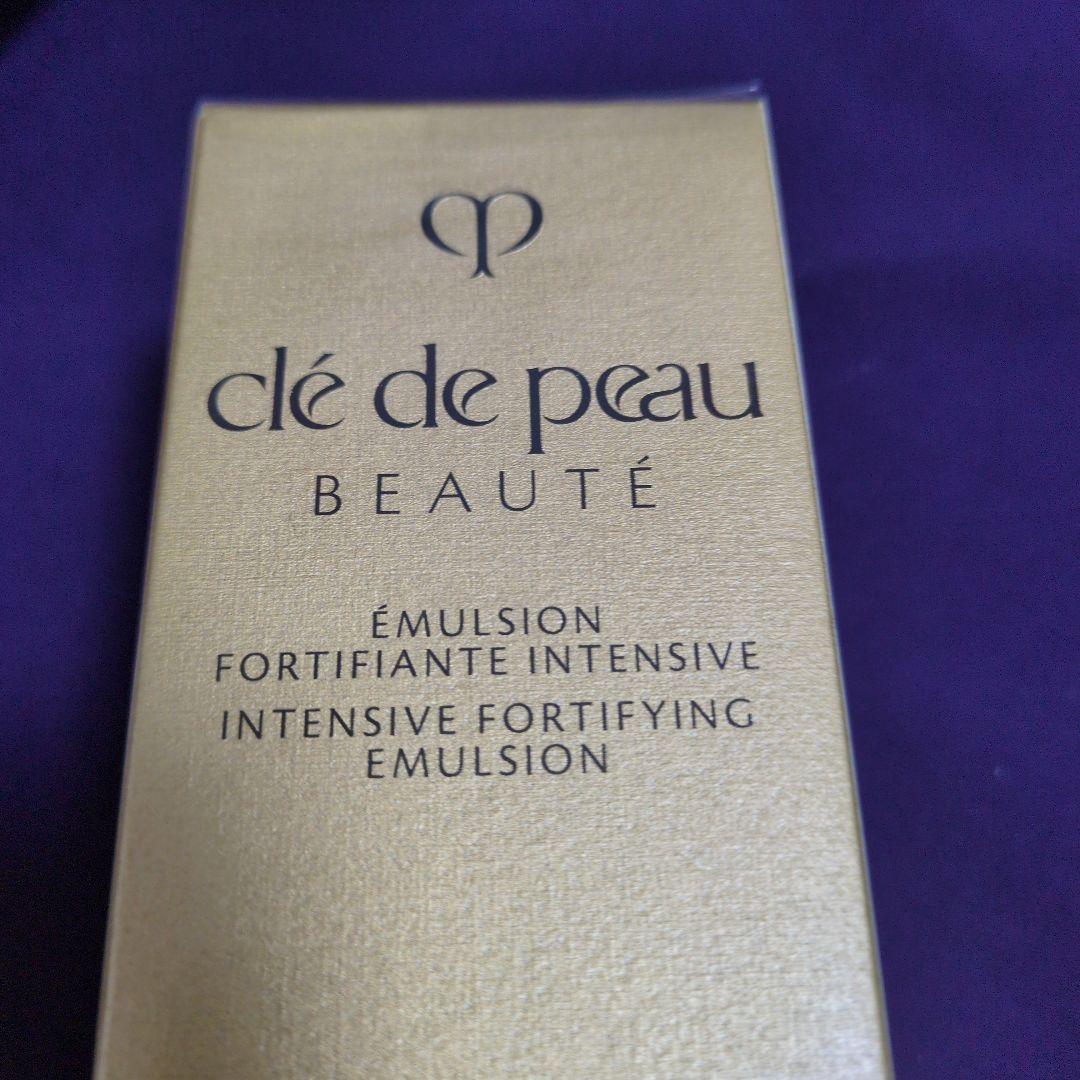 clé de peau
BEAUTÉ
ÉMULSION
FORTIFIANTE INTENSIVE
INTENSIVE FORTIFYING
EMULSION